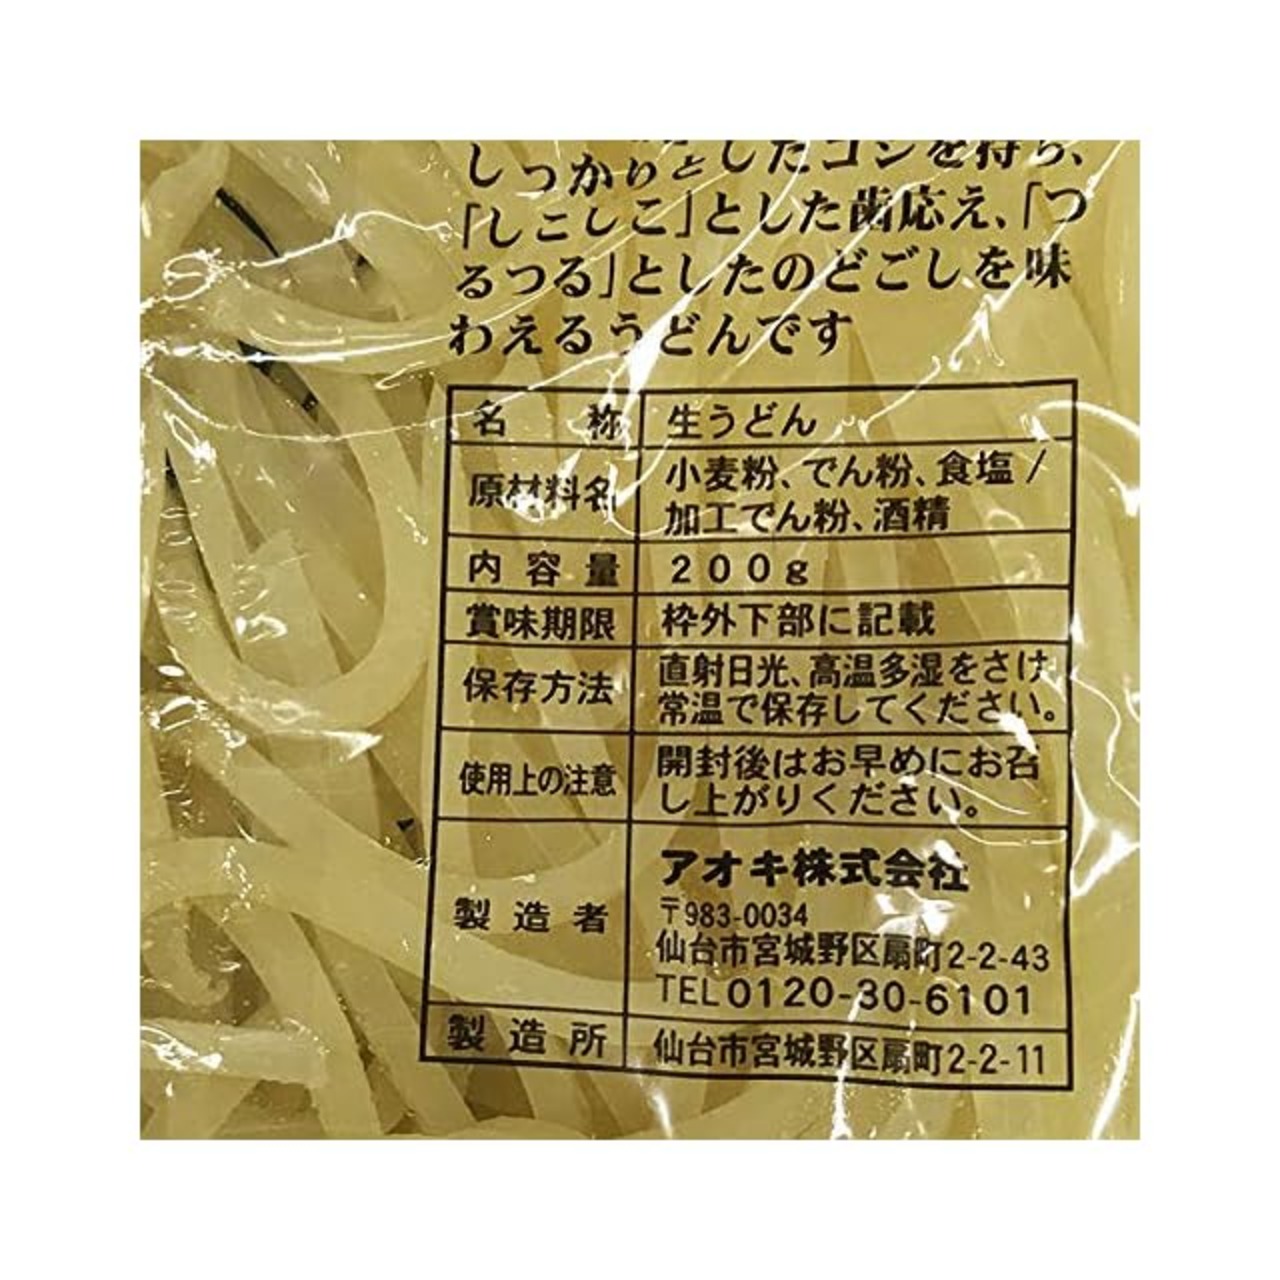 しっかりとしたコシを持ち、
「しこしこ」とした歯応え、「つ
るつる」としたのどごしを味
わえるうどんです
名称 生うどん
原材料名 小麦粉、でん粉、食塩/
加工でん粉、酒精
内容量 200g
賞味期限 枠外下部に記載
保存方法 直射日光、高温多湿をさけ
常温で保存してください。
使用上の注意 開封後はお早めにお召
し上がりください。
製造者 アオキ株式会社
〒983-0034
仙台市宮城野区扇町2-2-43
TEL0120-30-6101
製造所 仙台市宮城野区扇町2-2-11